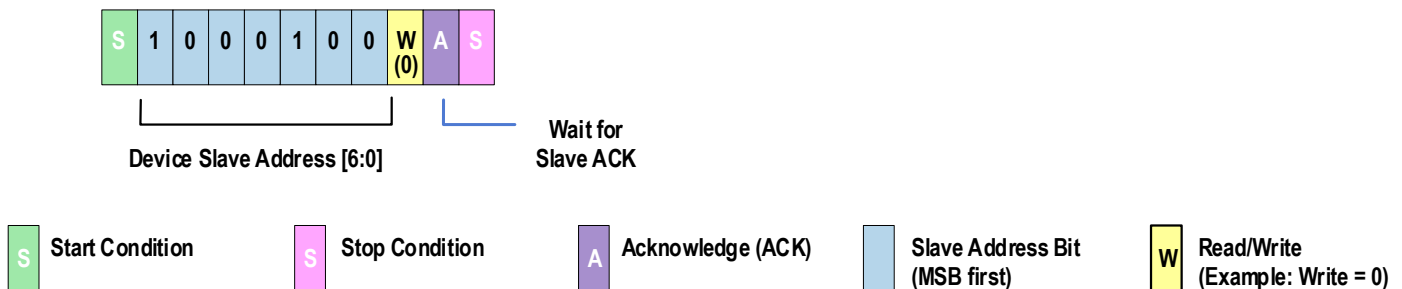 S 1 0 0 0 1 0 0 W A S
(0)
Wait for
Device Slave Address [6:0] Slave ACK
S Start Condition S Stop Condition A Acknowledge (ACK) Slave Address Bit W Read/Write
(MSB first) (Example: Write = 0)